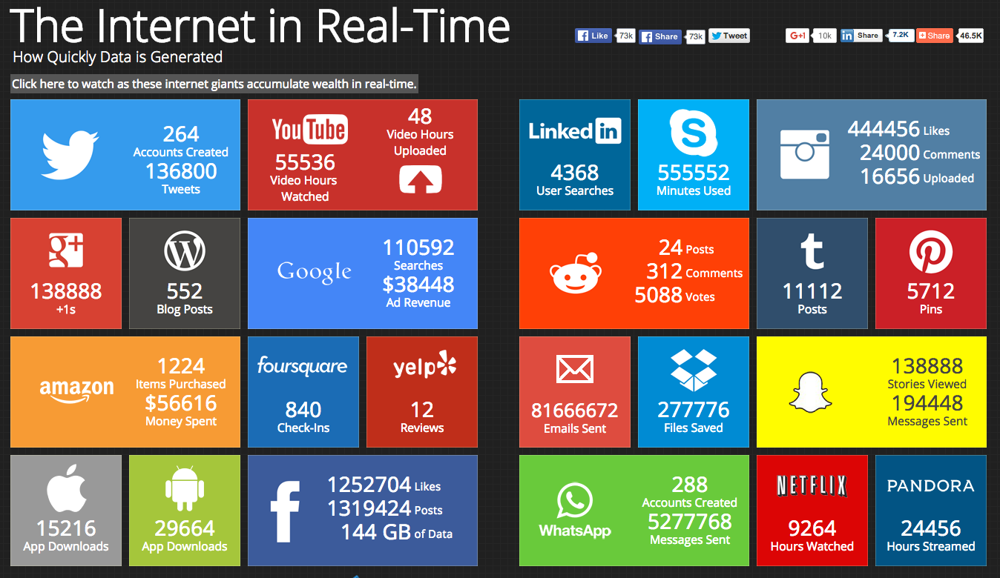 The Internet in Real-Time
How Quickly Data is Generated
Like 73k Share 73k Tweet G+1 10k in Share 7.2K Share 46.5K
Click here to watch as these internet giants accumulate wealth in real-time.
264
Accounts Created
136800
Tweets
YouTube
55536
Video Hours
Watched
48
Video Hours
Uploaded
LinkedIn
4368
User Searches
S
555552
Minutes Used
444456 Likes
24000 Comments
16656 Uploaded
g+
138888
+1s
W
552
Blog Posts
Google
110592
Searches
$38448
Ad Revenue
24 Posts
312 Comments
5088 Votes
t
11112
Posts
5712
Pins
amazon
1224
Items Purchased
$56616
Money Spent
foursquare
840
Check-Ins
yelp
12
Reviews
81666672
Emails Sent
277776
Files Saved
138888
Stories Viewed
194448
Messages Sent
15216
App Downloads
29664
App Downloads
f
1252704 Likes
1319424 Posts
144 GB of Data
WhatsApp
288
Accounts Created
5277768
Messages Sent
NETFLIX
9264
Hours Watched
PANDORA
24456
Hours Streamed